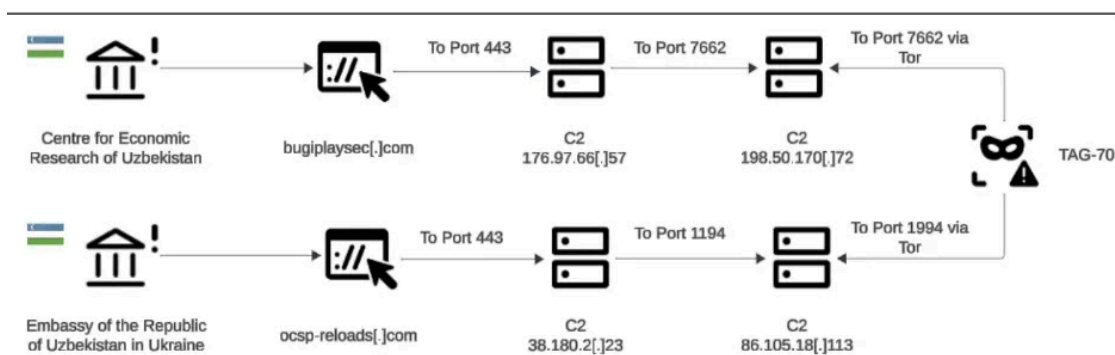 To Port 443
To Port 7662
To Port 7662 via
Tor
Centre for Economic
Research of Uzbekistan
bugiplaysec[.]com
C2
176.97.66[.]57
C2
198.50.170[.]72
TAG-70
To Port 443
To Port 1194
To Port 1994 via
Tor
Embassy of the Republic
of Uzbekistan in Ukraine
ocsp-reloads[.]com
C2
38.180.2[.]23
C2
86.105.18[.]113